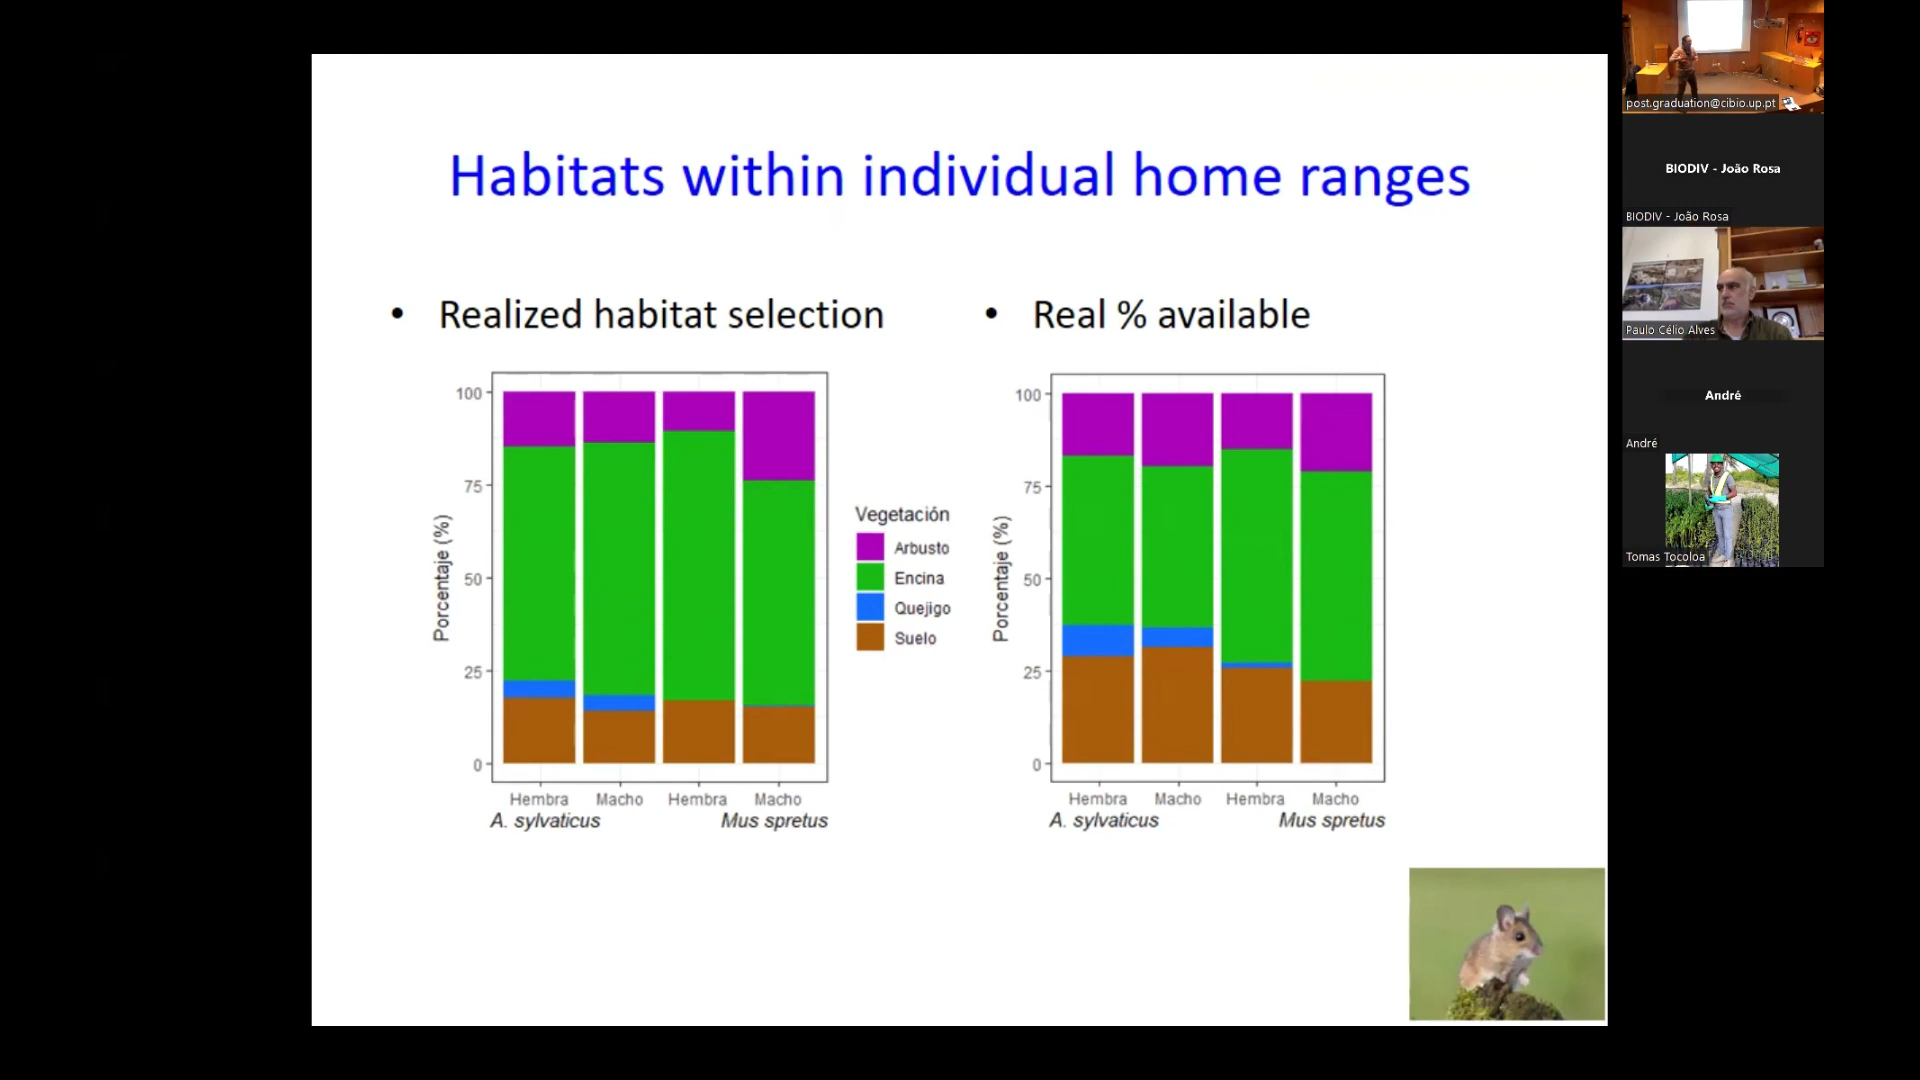 Habitats within individual home ranges
• Realized habitat selection
• Real % available
100
75
50
25
0
Porcentaje (%)
Hembra Macho Hembra Macho
A. sylvaticus Mus spretus
Vegetación
Arbusto
Encina
Quejigo
Suelo
100
75
50
25
0
Porcentaje (%)
Hembra Macho Hembra Macho
A. sylvaticus Mus spretus
post.graduation@cibio.up.pt
BIODIV - João Rosa
BIODIV - João Rosa
Paulo Célio Alves
André
André
Tomas Tocoloa